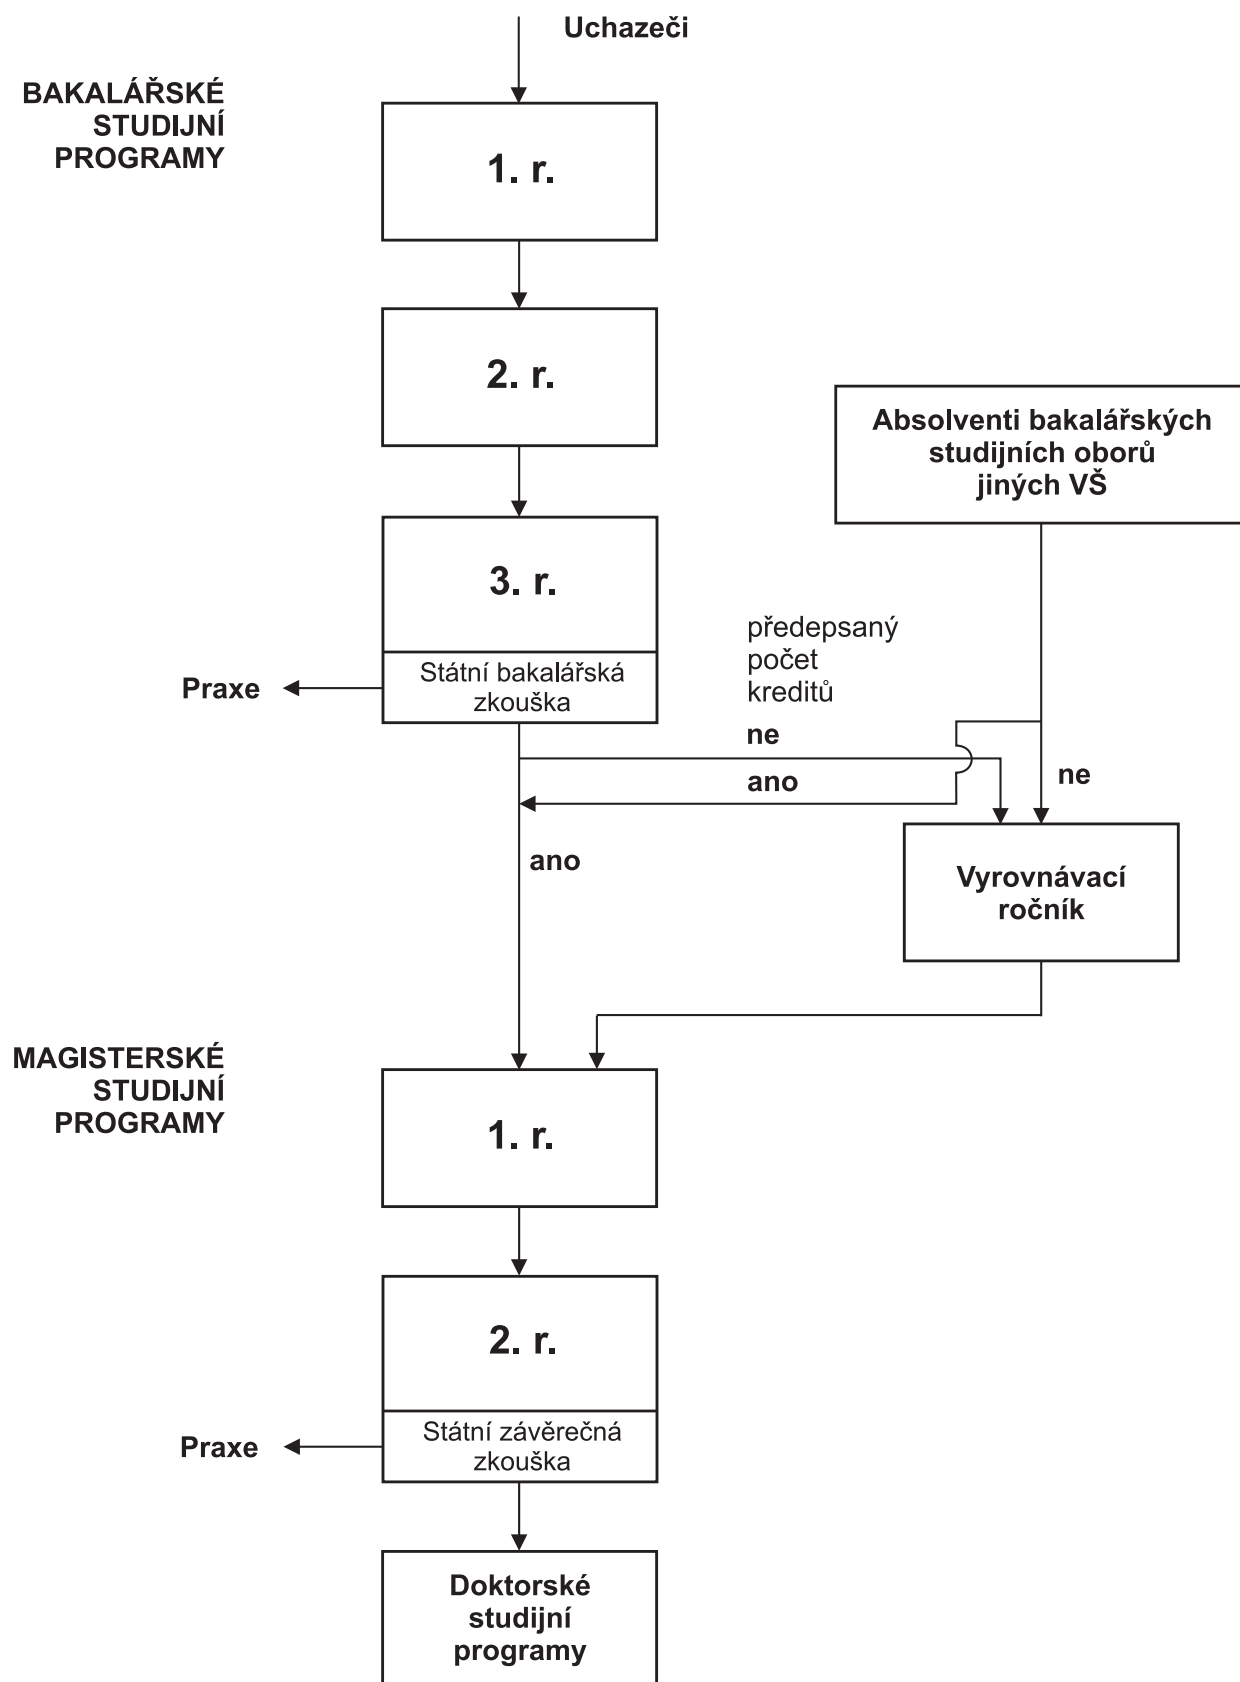 Uchazeči
BAKALÁŘSKÉ
STUDIJNÍ
PROGRAMY
1. r.
2. r.
Absolventi bakalářských
studijních oborů
jiných VŠ
3. r.
předepsaný
počet
kreditů
Státní bakalářská
zkouška
Praxe
ne
ano
ne
ano
Vyrovnávací
ročník
MAGISTERSKÉ
STUDIJNÍ
PROGRAMY
1. r.
2. r.
Státní závěrečná
zkouška
Praxe
Doktorské
studijní
programy